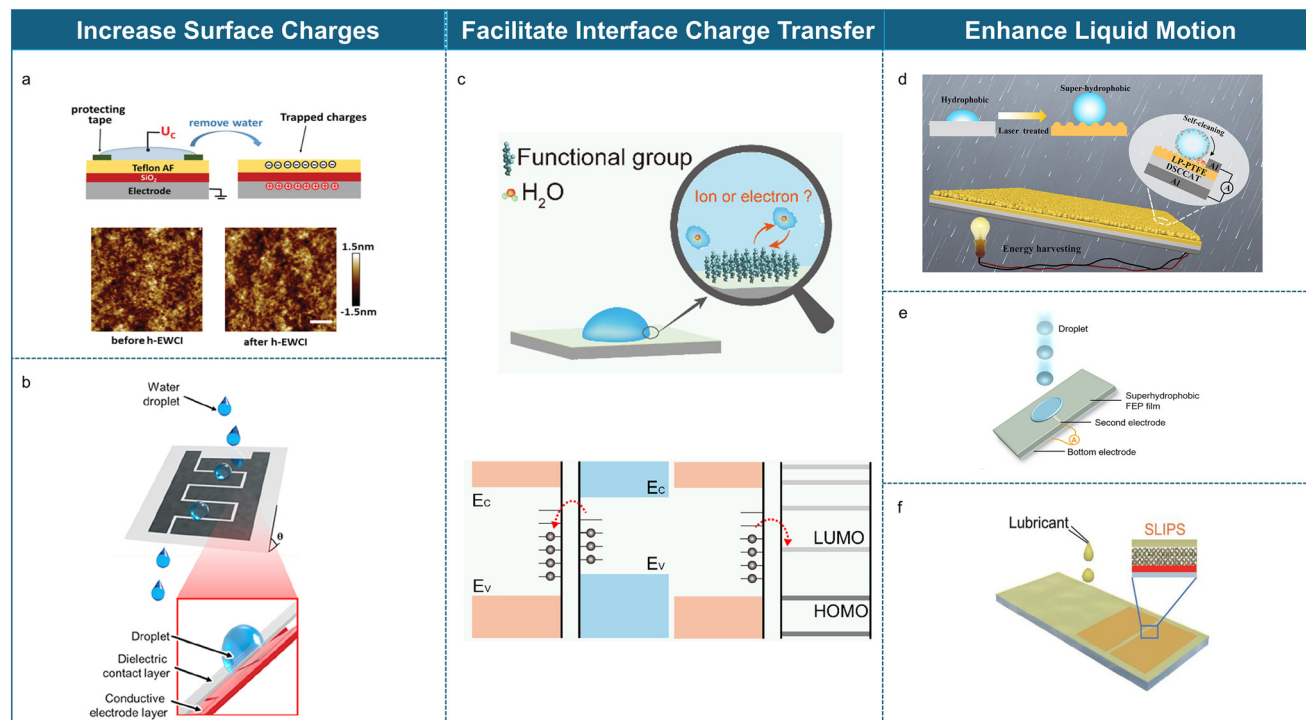 Increase Surface Charges
Facilitate Interface Charge Transfer
Enhance Liquid Motion
a
protecting
tape
U_C
remove water
Trapped charges
Teflon AF
SiO₂
Electrode
1.5nm
-1.5nm
before h-EWCI
after h-EWCI
b
Water
droplet
θ
Droplet
Dielectric
contact layer
Conductive
electrode layer
c
Functional group
H₂O
Ion or electron ?
E_C
E_V
E_C
E_V
LUMO
HOMO
d
Hydrophobic
Laser treated
Super-hydrophobic
Self-cleaning
Al
LP-PTFE
DSCCAT
Al
A
Energy harvesting
e
Droplet
Superhydrophobic
FEP film
Second electrode
A
Bottom electrode
f
Lubricant
SLIPS